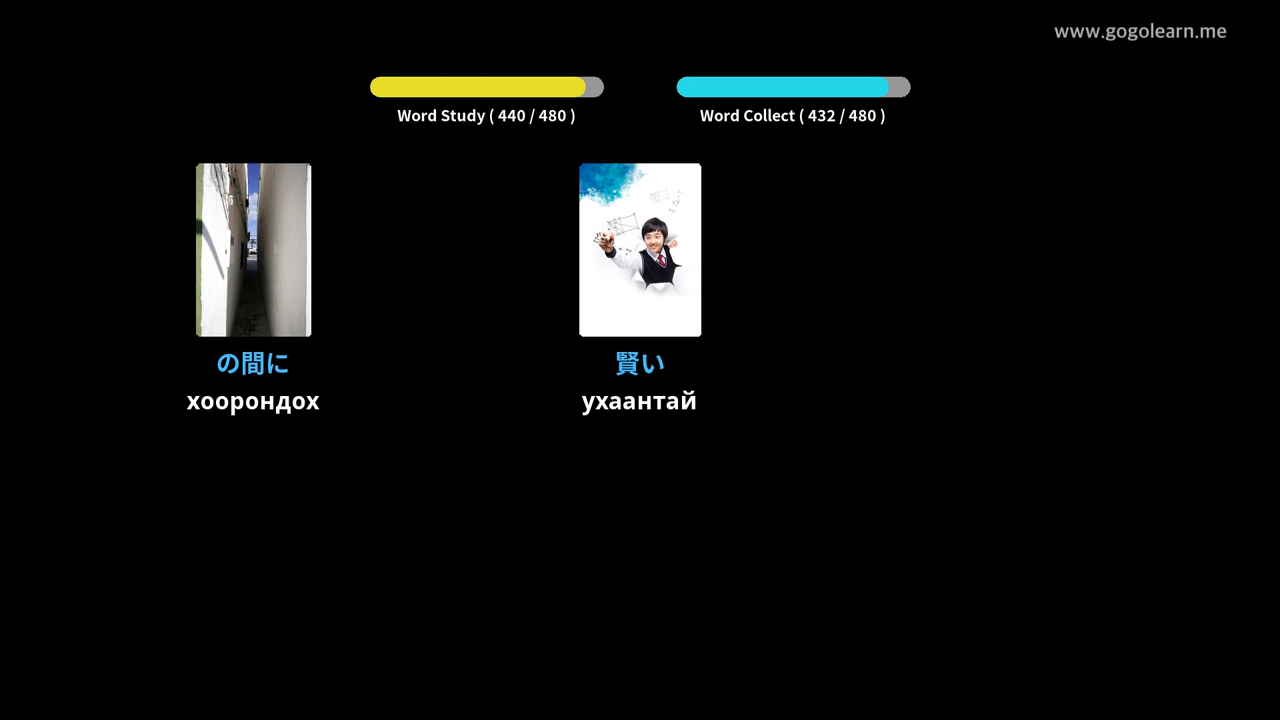 www.gogolearn.me
Word Study ( 440 / 480 )
Word Collect ( 432 / 480 )
の間に
хоорондох
賢い
ухаантай